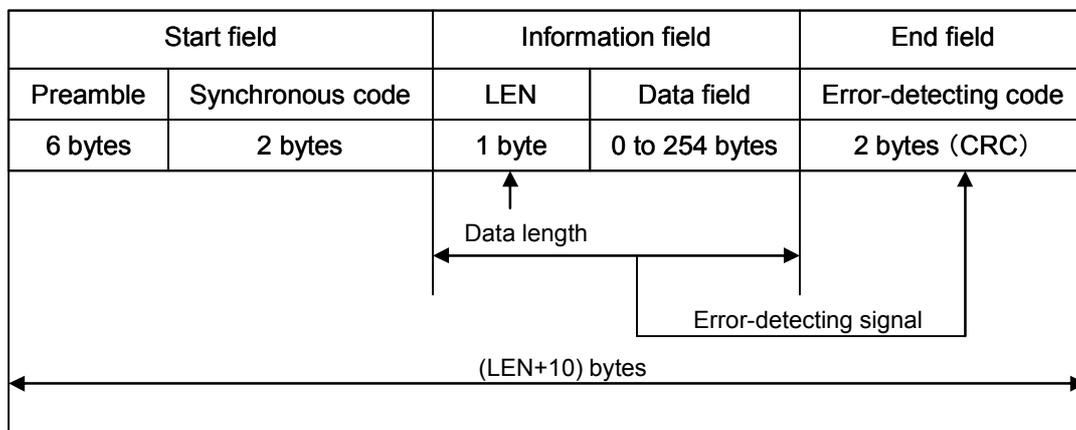 Start field Information field End field
Preamble Synchronous code LEN Data field Error-detecting code
6 bytes 2 bytes 1 byte 0 to 254 bytes 2 bytes (CRC)
Data length
Error-detecting signal
(LEN+10) bytes